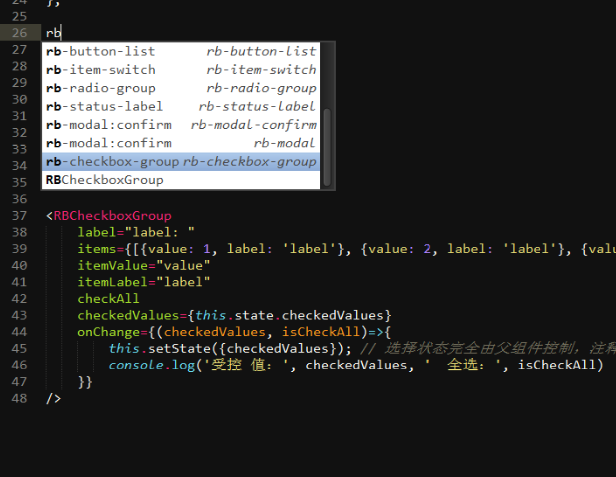 24 };
25
26 rb
27 rb-button-list rb-button-list
28 rb-item-switch rb-item-switch
29 rb-radio-group rb-radio-group
30 rb-status-label rb-status-label
31 rb-modal:confirm rb-modal-confirm
32 rb-modal:confirm rb-modal
33 rb-checkbox-group rb-checkbox-group
34 RBCheckboxGroup
35
36
37 <RBCheckboxGroup
38 label="label: "
39 items={[{value: 1, label: 'label'}, {value: 2, label: 'label'}, {valu
40 itemValue="value"
41 itemLabel="label"
42 checkAll
43 checkedValues={this.state.checkedValues}
44 onChange={(checkedValues, isCheckAll)=>{
45 this.setState({checkedValues}); // 选择状态完全由父组件控制，注释
46 console.log('受控 值：', checkedValues, ' 全选：', isCheckAll)
47 }}
48 />